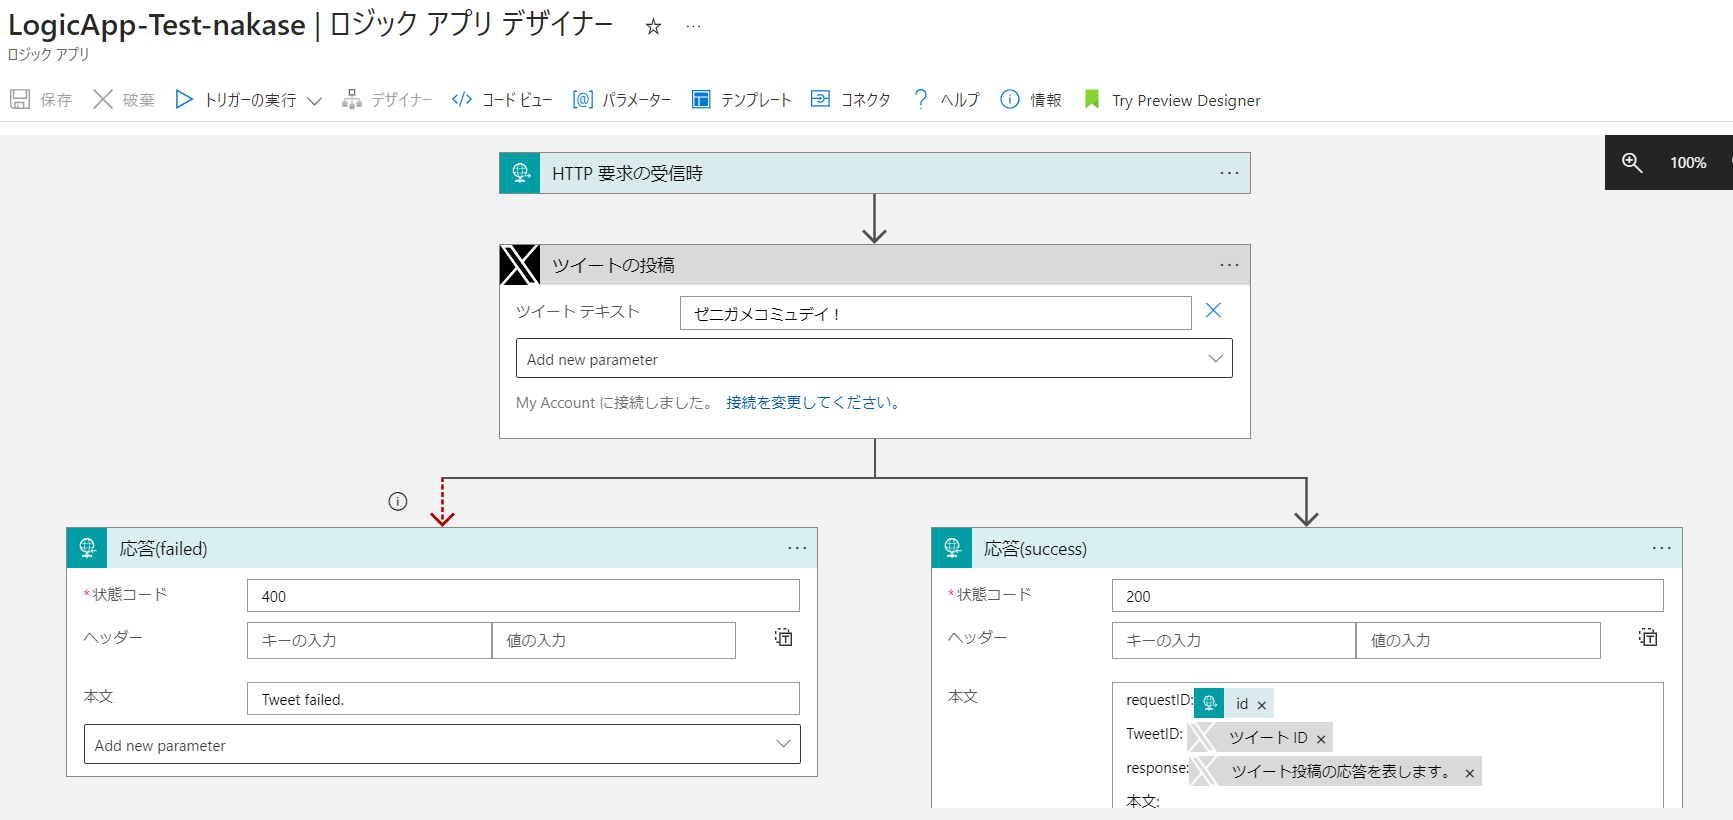 LogicApp-Test-nakase | ロジック アプリ デザイナー ☆ ...
ロジック アプリ
保存 破棄 トリガーの実行 デザイナー コード ビュー パラメーター テンプレート コネクタ ヘルプ 情報 Try Preview Designer
100%
HTTP 要求の受信時
ツイートの投稿
ツイート テキスト ゼニガメコミュデイ！
Add new parameter
My Account に接続しました。 接続を変更してください。
応答(failed)
*状態コード 400
ヘッダー キーの入力 値の入力
本文 Tweet failed.
Add new parameter
応答(success)
*状態コード 200
ヘッダー キーの入力 値の入力
本文 requestID: id ×
TweetID: ツイート ID ×
response: ツイート投稿の応答を表します。 ×
本文: